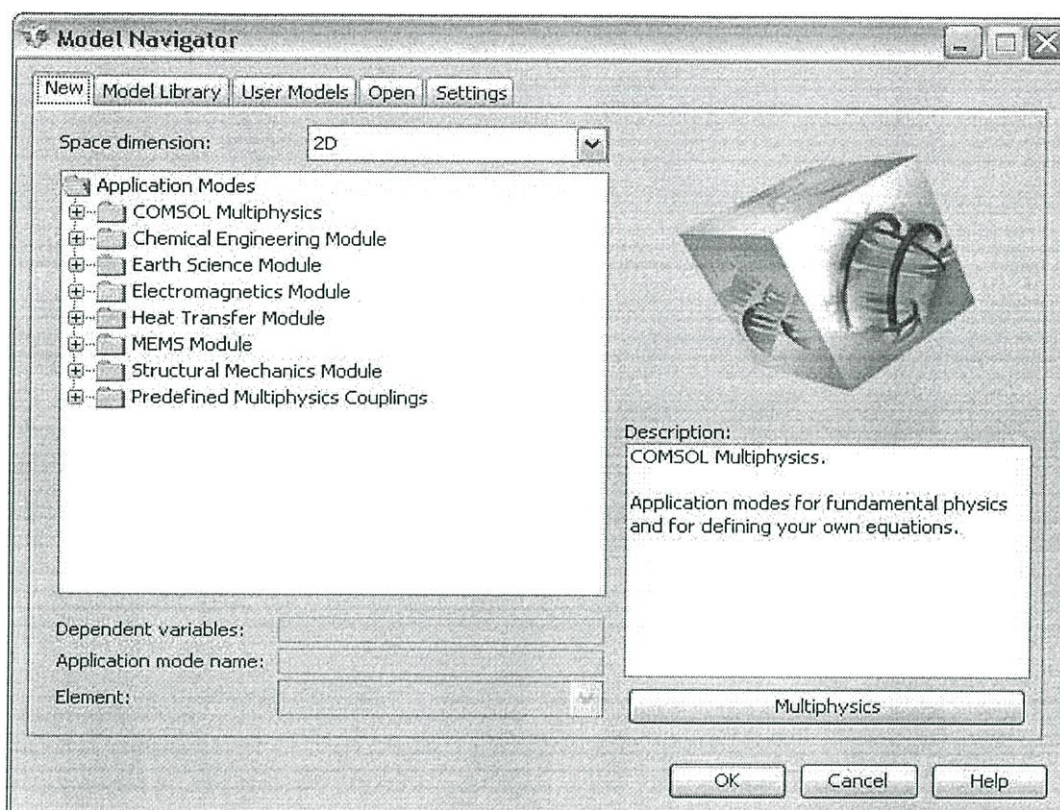 Model Navigator
New Model Library User Models Open Settings
Space dimension: 2D
Application Modes
COMSOL Multiphysics
Chemical Engineering Module
Earth Science Module
Electromagnetics Module
Heat Transfer Module
MEMS Module
Structural Mechanics Module
Predefined Multiphysics Couplings
Description:
COMSOL Multiphysics.
Application modes for fundamental physics
and for defining your own equations.
Dependent variables:
Application mode name:
Element:
Multiphysics
OK Cancel Help